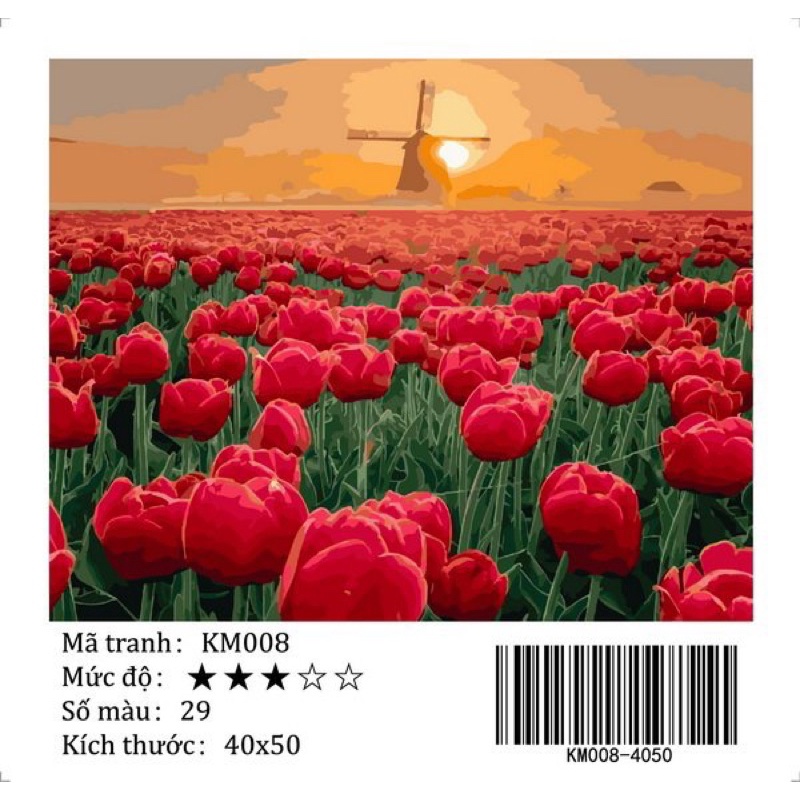 Mã tranh: KM008
Mức độ: ★★★☆☆
Số màu: 29
Kích thước: 40x50
KM008-4050